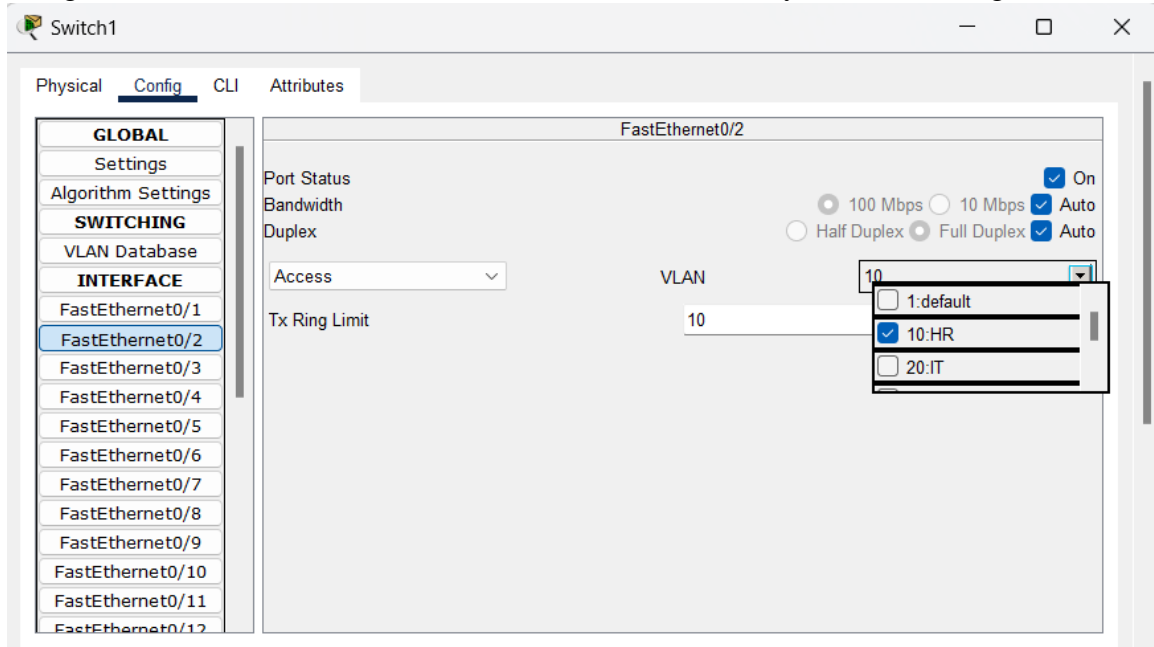 Switch1
Physical Config CLI Attributes
GLOBAL
Settings
Algorithm Settings
SWITCHING
VLAN Database
INTERFACE
FastEthernet0/1
FastEthernet0/2
FastEthernet0/3
FastEthernet0/4
FastEthernet0/5
FastEthernet0/6
FastEthernet0/7
FastEthernet0/8
FastEthernet0/9
FastEthernet0/10
FastEthernet0/11
FastEthernet0/12
FastEthernet0/2
Port Status On
Bandwidth 100 Mbps 10 Mbps Auto
Duplex Half Duplex Full Duplex Auto
Access VLAN 10
1:default
Tx Ring Limit 10
10:HR
20:IT